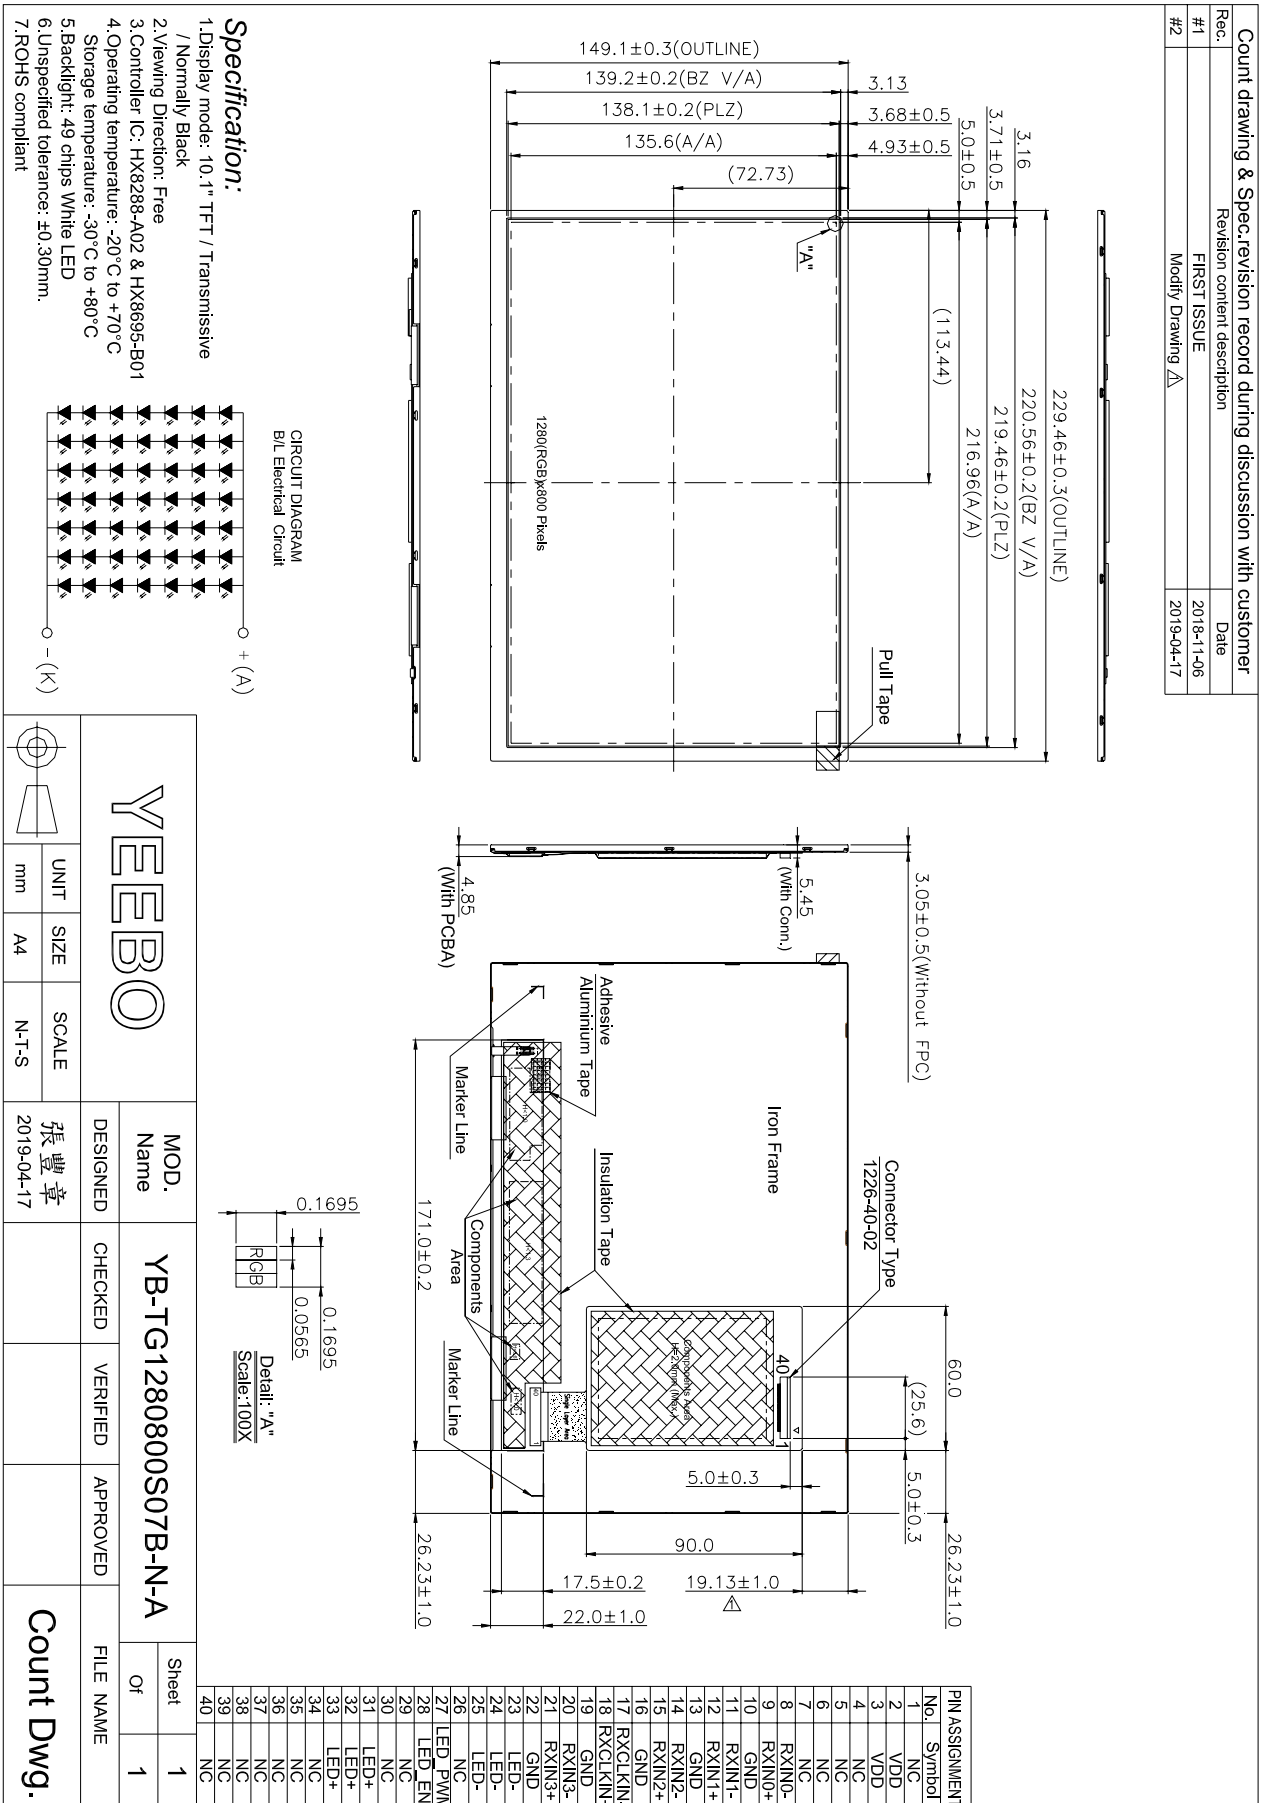 Count drawing & Spec.revision record during discussion with customer
Rec. Revision content description Date
#1 FIRST ISSUE 2018-11-06
#2 Modify Drawing 1 2019-04-17
229.46±0.3(OUTLINE)
220.56±0.2(BZ V/A)
219.46±0.2(PLZ)
216.96(A/A)
(113.44)
3.16
3.71±0.5
5.0±0.5
3.13
3.68±0.5
4.93±0.5
149.1±0.3(OUTLINE)
139.2±0.2(BZ V/A)
138.1±0.2(PLZ)
135.6(A/A)
(72.73)
"A"
1280(RGB)x800 Pixels
Pull Tape
3.05±0.5(Without FPC)
5.45
(With Conn.)
4.85
(With PCBA)
Connector Type
1226-40-02
Iron Frame
Adhesive
Aluminium Tape
Insulation Tape
Components Area
H=2.0mm (Max.)
40
1
60.0
(25.6)
5.0±0.3
26.23±1.0
5.0±0.3
90.0
19.13±1.0
1
17.5±0.2
22.0±1.0
Single Layer Area
40
1
Marker Line
Components
Area
Marker Line
171.0±0.2
26.23±1.0
Specification:
1.Display mode: 10.1" TFT / Transmissive
/ Normally Black
2.Viewing Direction: Free
3.Controller IC: HX8288-A02 & HX8695-B01
4.Operating temperature: -20°C to +70°C
Storage temperature: -30°C to +80°C
5.Backlight: 49 chips White LED
6.Unspecified tolerance: ±0.30mm.
7.ROHS compliant
CIRCUIT DIAGRAM
B/L Electrical Circuit
+ (A)
- (K)
0.1695
0.1695
0.0565
RGB
Detail: "A"
Scale:100X
PIN ASSIGNMENT
No. Symbol
1 NC
2 VDD
3 VDD
4 NC
5 NC
6 NC
7 NC
8 RXIN0-
9 RXIN0+
10 GND
11 RXIN1-
12 RXIN1+
13 GND
14 RXIN2-
15 RXIN2+
16 GND
17 RXCLKIN-
18 RXCLKIN
19 GND
20 RXIN3-
21 RXIN3+
22 GND
23 LED-
24 LED-
25 LED-
26 NC
27 LED_PWM
28 LED_EN
29 NC
30 NC
31 LED+
32 LED+
33 LED+
34 NC
35 NC
36 NC
37 NC
38 NC
39 NC
40 NC
YEEBO
UNIT SIZE SCALE
mm A4 N-T-S
MOD.
Name
YB-TG1280800S07B-N-A
Sheet 1
Of 1
DESIGNED CHECKED VERIFIED APPROVED FILE NAME
張豐章
2019-04-17
Count Dwg.